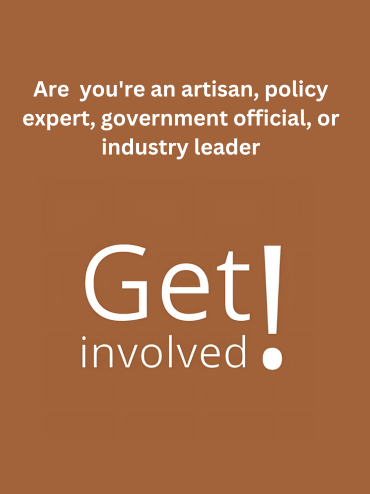 Are  you're an artisan, policy
expert, government official, or
industry leader
Get!
involved